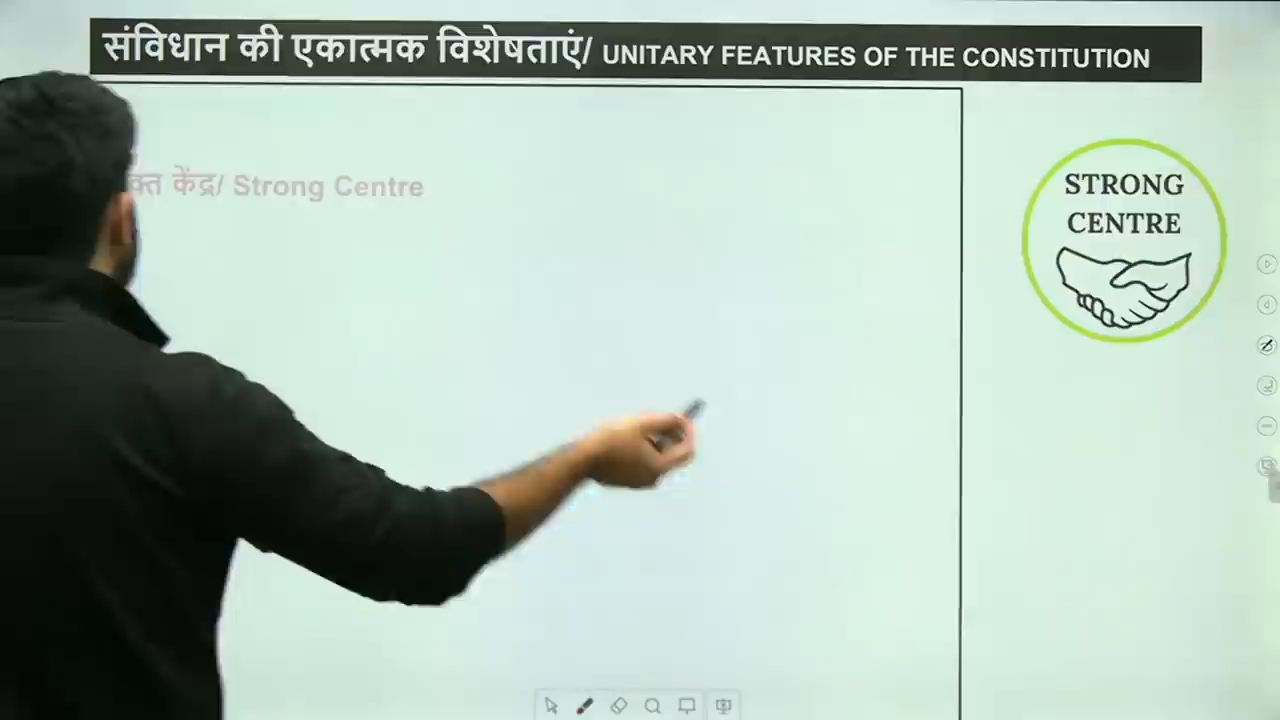 संविधान की एकात्मक विशेषताएं/ UNITARY FEATURES OF THE CONSTITUTION
केंद्र/ Strong Centre
STRONG
CENTRE